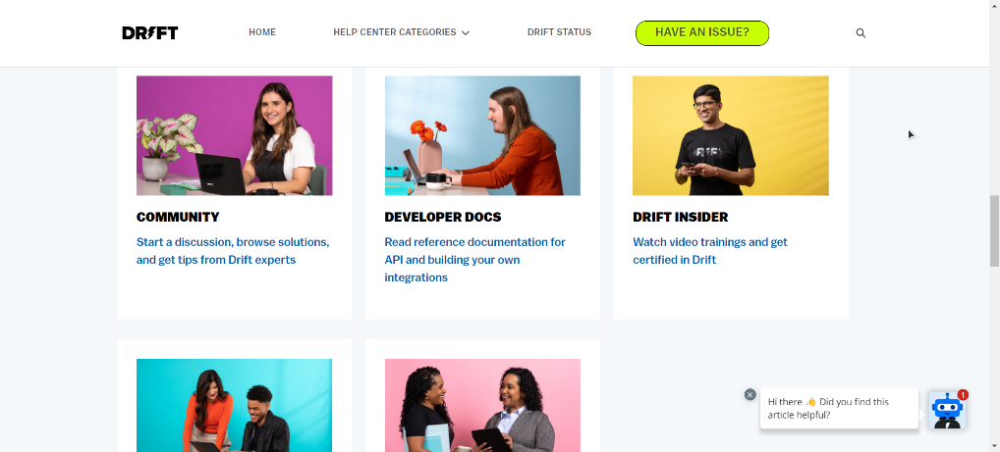 DRIFT
HOME
HELP CENTER CATEGORIES
DRIFT STATUS
HAVE AN ISSUE?
COMMUNITY
Start a discussion, browse solutions,
and get tips from Drift experts
DEVELOPER DOCS
Read reference documentation for
API and building your own
integrations
DRIFT INSIDER
Watch video trainings and get
certified in Drift
DRIFT
Hi there 👋 Did you find this
article helpful?
1